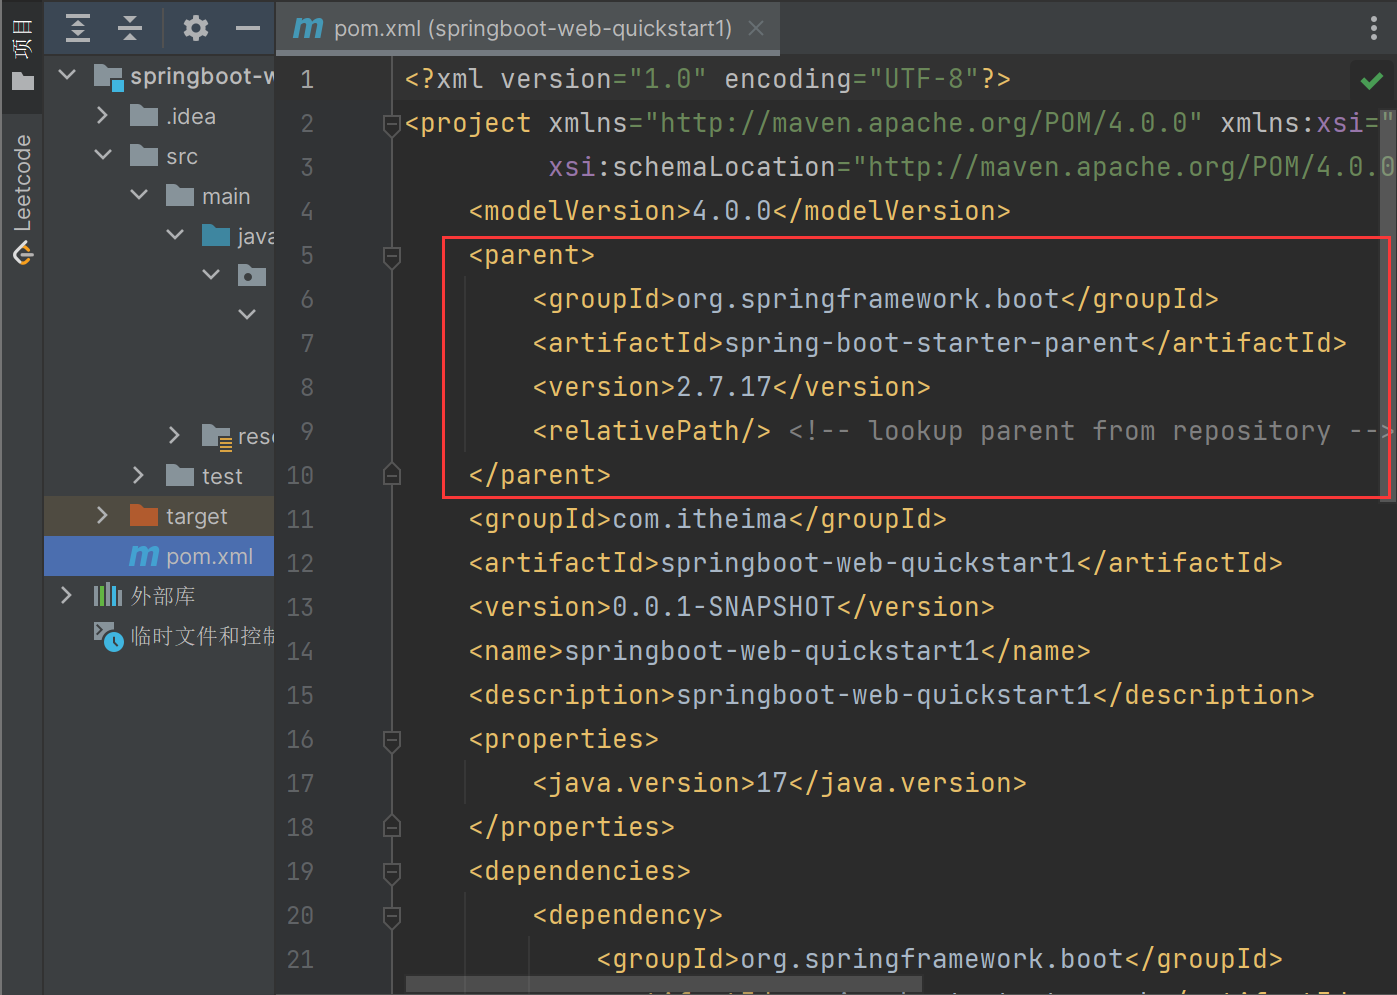 项目
Leetcode
springboot-w
.idea
src
main
java
reso
test
target
pom.xml
外部库
临时文件和控制
pom.xml (springboot-web-quickstart1)
1 <?xml version="1.0" encoding="UTF-8"?>
2 <project xmlns="http://maven.apache.org/POM/4.0.0" xmlns:xsi="
3 xsi:schemaLocation="http://maven.apache.org/POM/4.0.0
4 <modelVersion>4.0.0</modelVersion>
5 <parent>
6 <groupId>org.springframework.boot</groupId>
7 <artifactId>spring-boot-starter-parent</artifactId>
8 <version>2.7.17</version>
9 <relativePath/> <!-- lookup parent from repository -->
10 </parent>
11 <groupId>com.itheima</groupId>
12 <artifactId>springboot-web-quickstart1</artifactId>
13 <version>0.0.1-SNAPSHOT</version>
14 <name>springboot-web-quickstart1</name>
15 <description>springboot-web-quickstart1</description>
16 <properties>
17 <java.version>17</java.version>
18 </properties>
19 <dependencies>
20 <dependency>
21 <groupId>org.springframework.boot</groupId>